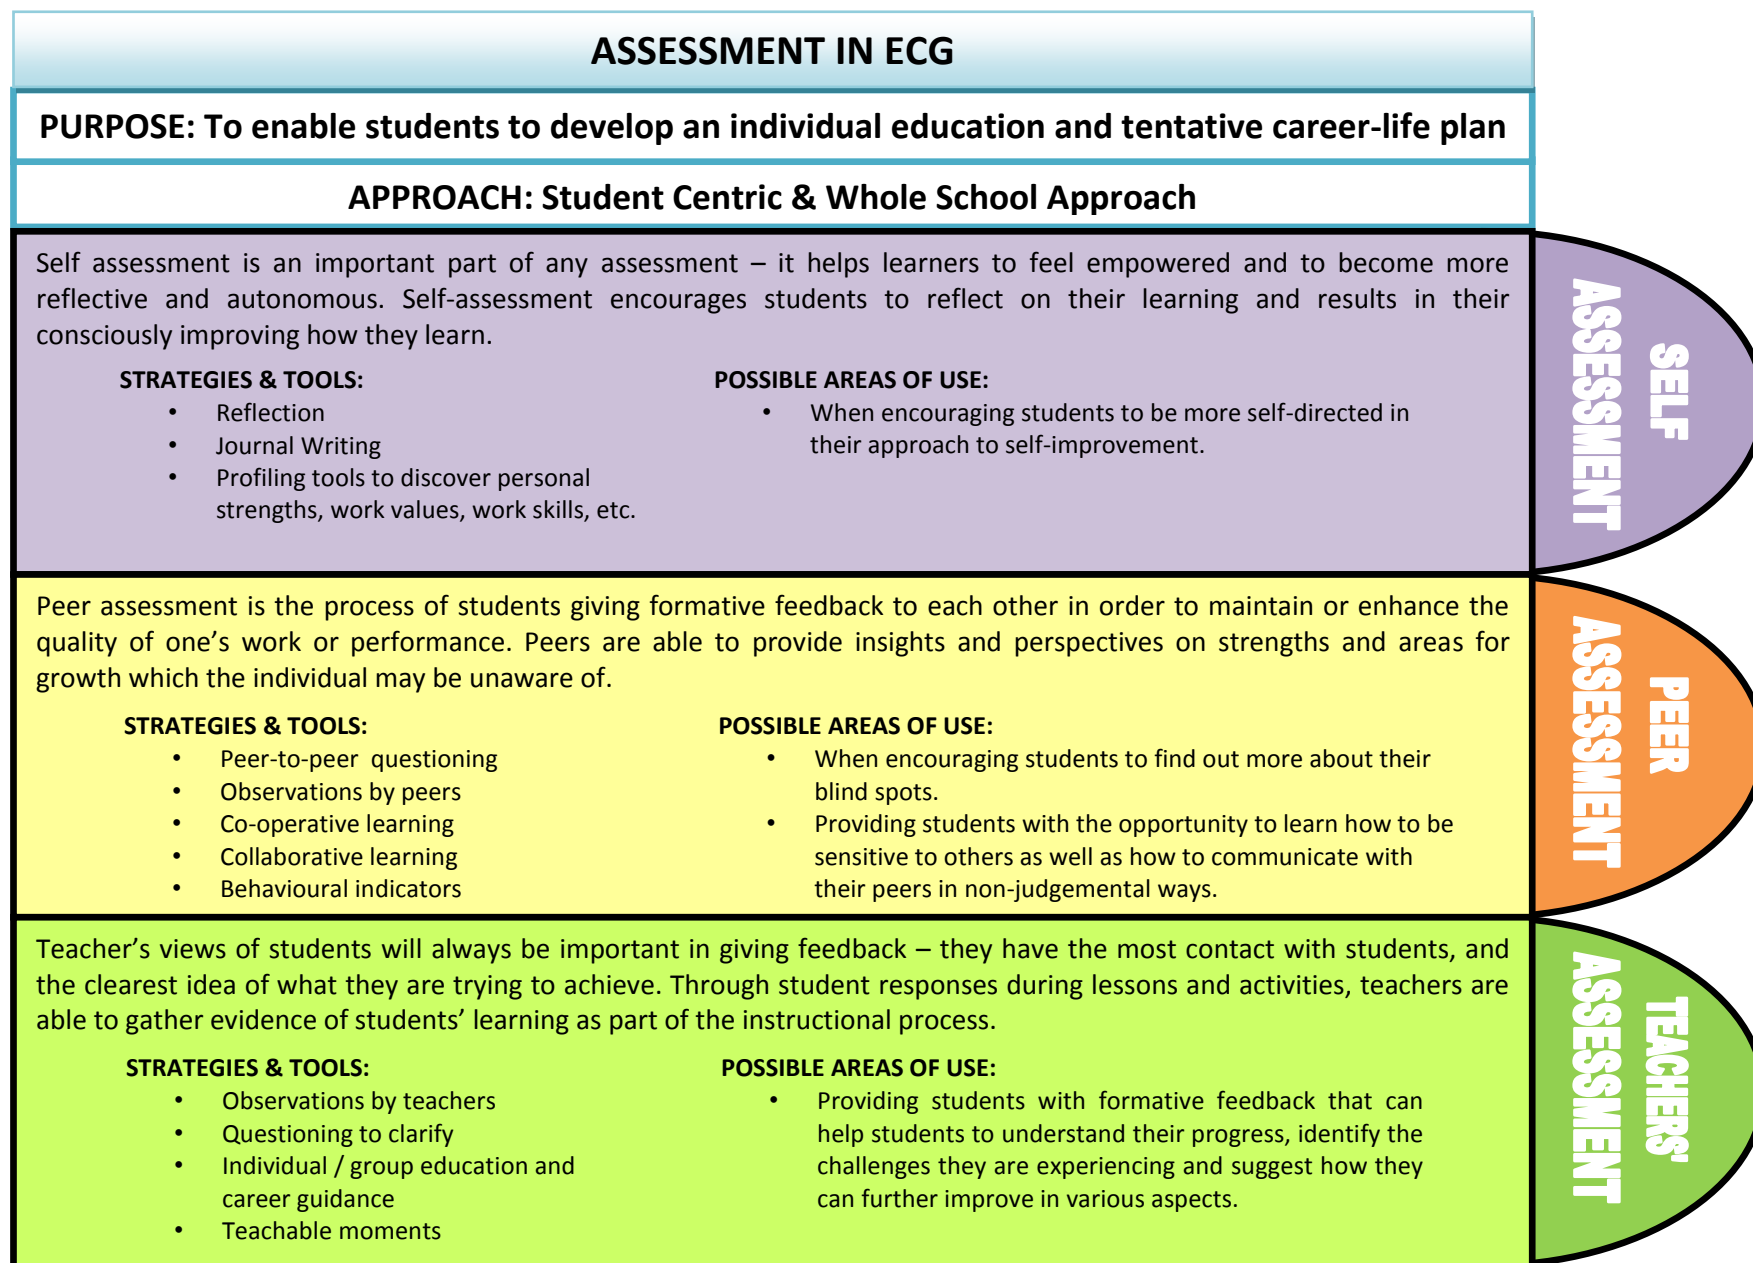 ASSESSMENT IN ECG
PURPOSE: To enable students to develop an individual education and tentative career-life plan
APPROACH: Student Centric & Whole School Approach
Self assessment is an important part of any assessment – it helps learners to feel empowered and to become more
reflective and autonomous. Self-assessment encourages students to reflect on their learning and results in their
consciously improving how they learn.
STRATEGIES & TOOLS:
• Reflection
• Journal Writing
• Profiling tools to discover personal
strengths, work values, work skills, etc.
POSSIBLE AREAS OF USE:
• When encouraging students to be more self-directed in
their approach to self-improvement.
SELF
ASSESSMENT
Peer assessment is the process of students giving formative feedback to each other in order to maintain or enhance the
quality of one’s work or performance. Peers are able to provide insights and perspectives on strengths and areas for
growth which the individual may be unaware of.
STRATEGIES & TOOLS:
• Peer-to-peer questioning
• Observations by peers
• Co-operative learning
• Collaborative learning
• Behavioural indicators
POSSIBLE AREAS OF USE:
• When encouraging students to find out more about their
blind spots.
• Providing students with the opportunity to learn how to be
sensitive to others as well as how to communicate with
their peers in non-judgemental ways.
PEER
ASSESSMENT
Teacher’s views of students will always be important in giving feedback – they have the most contact with students, and
the clearest idea of what they are trying to achieve. Through student responses during lessons and activities, teachers are
able to gather evidence of students’ learning as part of the instructional process.
STRATEGIES & TOOLS:
• Observations by teachers
• Questioning to clarify
• Individual / group education and
career guidance
• Teachable moments
POSSIBLE AREAS OF USE:
• Providing students with formative feedback that can
help students to understand their progress, identify the
challenges they are experiencing and suggest how they
can further improve in various aspects.
TEACHERS'
ASSESSMENT